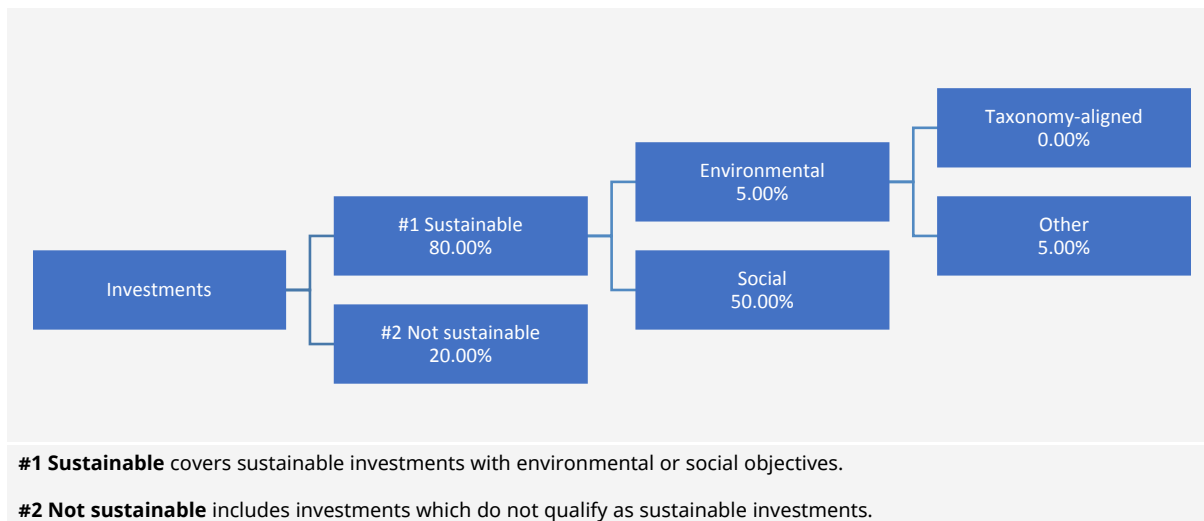 Investments
#1 Sustainable
80.00%
#2 Not sustainable
20.00%
Environmental
5.00%
Social
50.00%
Taxonomy-aligned
0.00%
Other
5.00%
#1 Sustainable covers sustainable investments with environmental or social objectives.
#2 Not sustainable includes investments which do not qualify as sustainable investments.